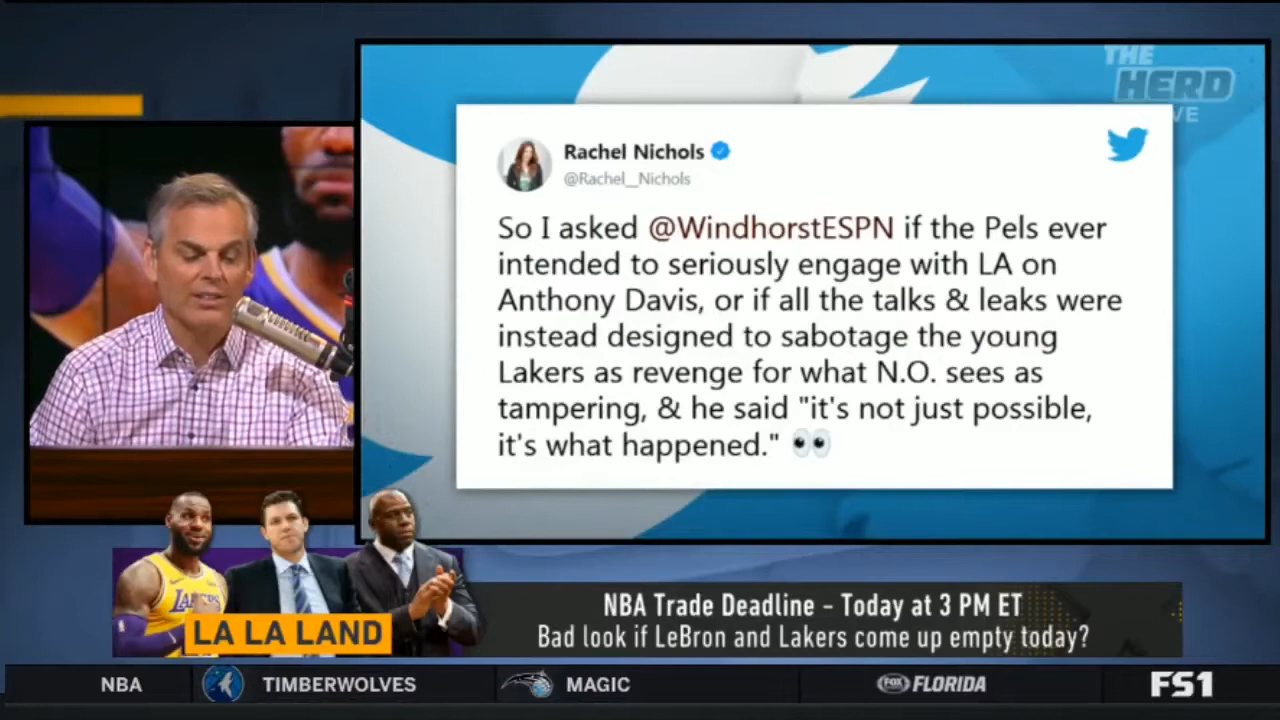 THE
HERD
VE
Rachel Nichols
@Rachel__Nichols
So I asked @WindhorstESPN if the Pels ever
intended to seriously engage with LA on
Anthony Davis, or if all the talks & leaks were
instead designed to sabotage the young
Lakers as revenge for what N.O. sees as
tampering, & he said "it's not just possible,
it's what happened." 👀
LAKERS
LA LA LAND
NBA Trade Deadline – Today at 3 PM ET
Bad look if LeBron and Lakers come up empty today?
NBA TIMBERWOLVES MAGIC FOX FLORIDA FS1